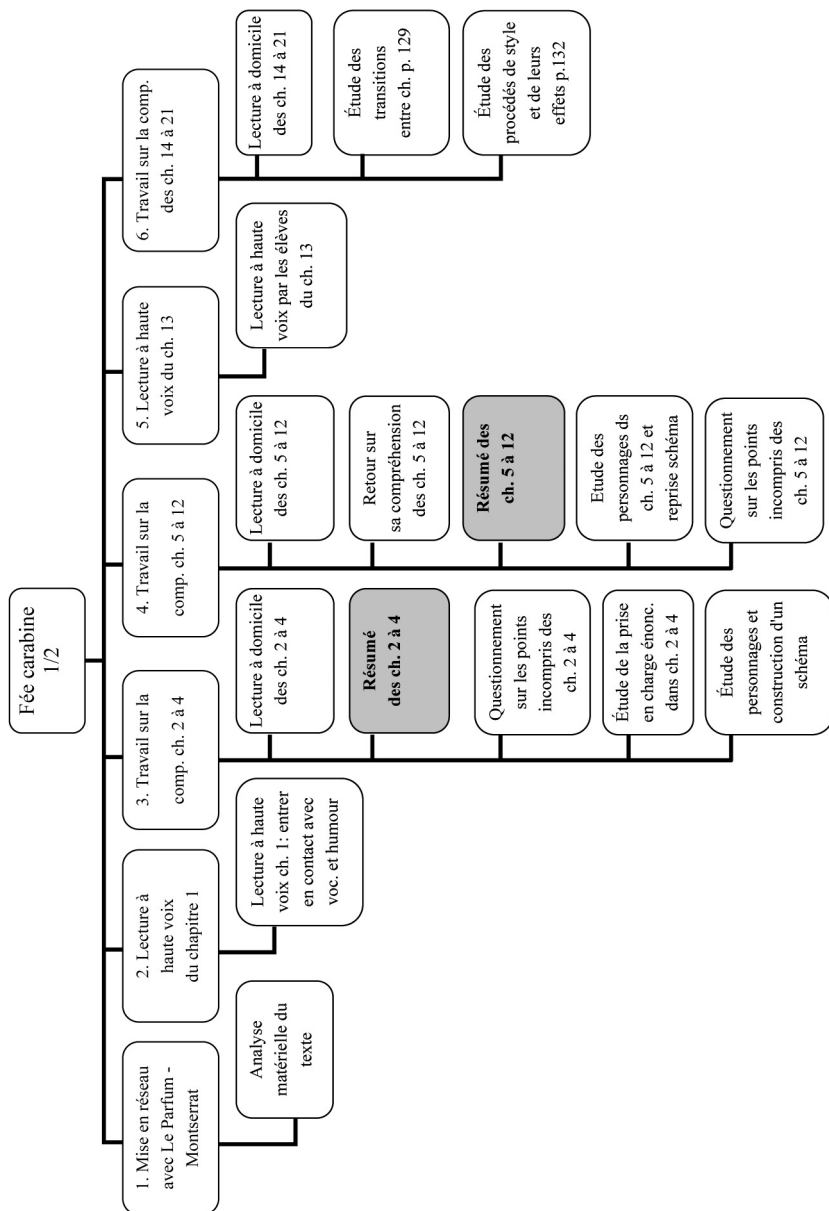 Fée carabine
1/2
1. Mise en réseau
avec Le Parfum -
Montserrat
Analyse
matérielle du
texte
2. Lecture à
haute voix
du chapitre 1
Lecture à haute
voix ch. 1: entrer
en contact avec
voc. et humour
3. Travail sur la
comp. ch. 2 à 4
Lecture à domicile
des ch. 2 à 4
Résumé
des ch. 2 à 4
Questionnement
sur les points
incompris des
ch. 2 à 4
Étude de la prise
en charge énonc.
dans ch. 2 à 4
Étude des
personnages et
construction d'un
schéma
4. Travail sur la
comp. ch. 5 à 12
Lecture à domicile
des ch. 5 à 12
Retour sur
sa compréhension
des ch. 5 à 12
Résumé des
ch. 5 à 12
Etude des
personnages ds
ch. 5 à 12 et
reprise schéma
Questionnement
sur les points
incompris des
ch. 5 à 12
5. Lecture à haute
voix du ch. 13
Lecture à haute
voix par les élèves
du ch. 13
6. Travail sur la comp.
des ch. 14 à 21
Lecture à domicile
des ch. 14 à 21
Étude des
transitions
entre ch. p. 129
Étude des
procédés de style
et de leurs
effets p.132